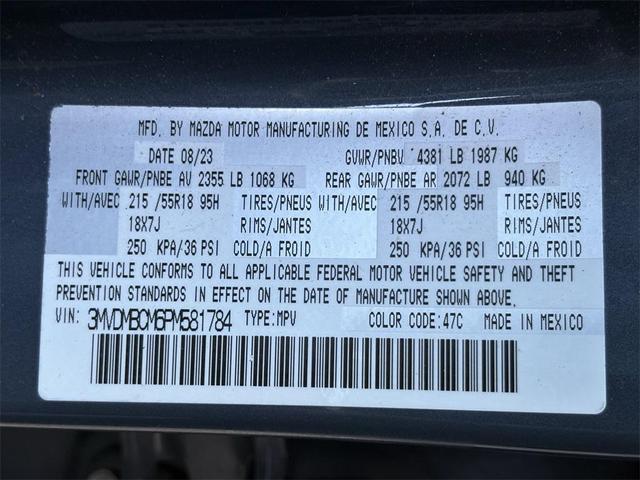 MFD. BY MAZDA MOTOR MANUFACTURING DE MEXICO S.A. DE C.V.
DATE 08/23 GVWR/PNBV 4381 LB 1987 KG
FRONT GAWR/PNBE AV 2355 LB 1068 KG REAR GAWR/PNBE AR 2072 LB 940 KG
WITH/AVEC 215 /55R18 95H TIRES/PNEUS WITH/AVEC 215 /55R18 95H TIRES/PNEUS
18X7J RIMS/JANTES 18X7J RIMS/JANTES
250 KPA/36 PSI COLD/A FROID 250 KPA/36 PSI COLD/A FROID
THIS VEHICLE CONFORMS TO ALL APPLICABLE FEDERAL MOTOR VEHICLE SAFETY AND THEFT
PREVENTION STANDARDS IN EFFECT ON THE DATE OF MANUFACTURE SHOWN ABOVE.
VIN: 3MVDMBCM6PM581784 TYPE:MPV COLOR CODE:47C MADE IN MEXICO